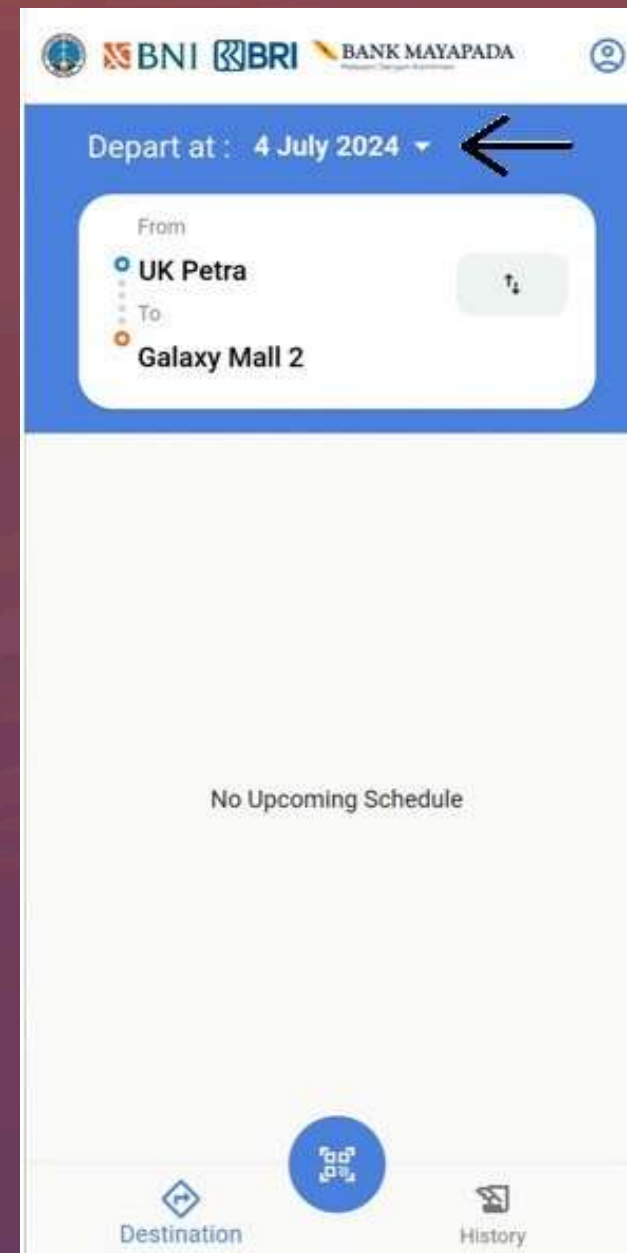 BNI BRI BANK MAYAPADA
Depart at : 4 July 2024
From
UK Petra
To
Galaxy Mall 2
No Upcoming Schedule
Destination
History